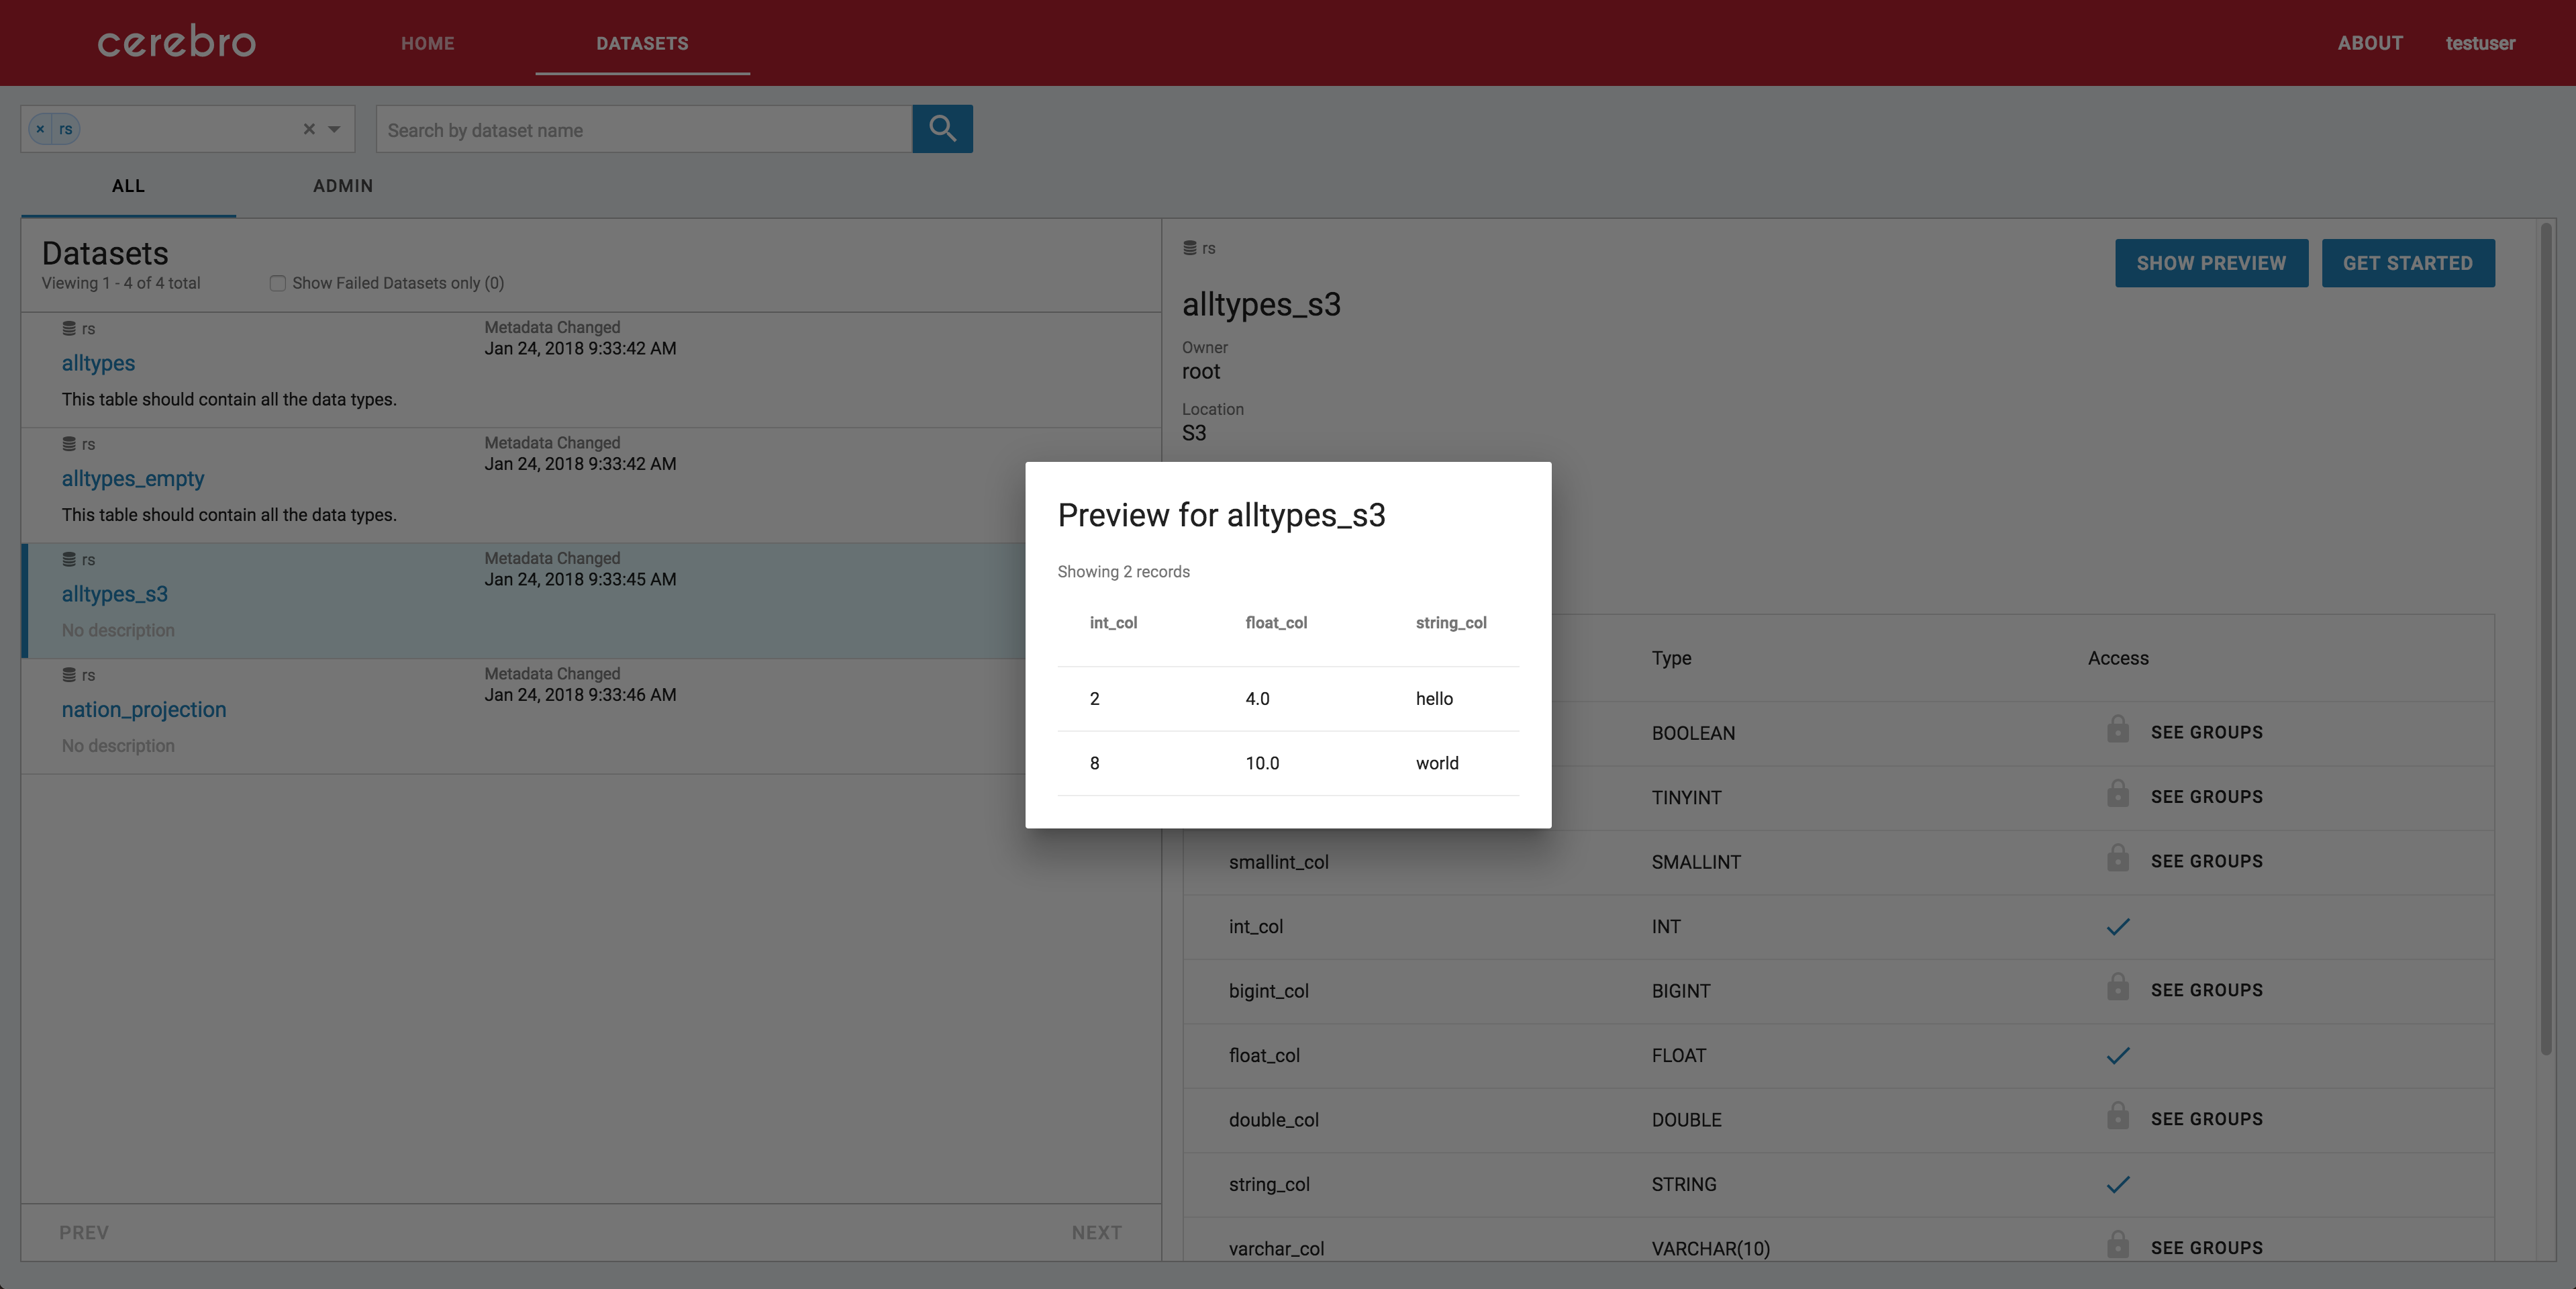 cerebro HOME DATASETS ABOUT testuser
× rs × Search by dataset name
ALL ADMIN
Datasets
Viewing 1 - 4 of 4 total Show Failed Datasets only (0)
rs Metadata Changed
Jan 24, 2018 9:33:42 AM
alltypes
This table should contain all the data types.
rs Metadata Changed
Jan 24, 2018 9:33:42 AM
alltypes_empty
This table should contain all the data types.
rs Metadata Changed
Jan 24, 2018 9:33:45 AM
alltypes_s3
No description
rs Metadata Changed
Jan 24, 2018 9:33:46 AM
nation_projection
No description
PREV NEXT
rs SHOW PREVIEW GET STARTED
alltypes_s3
Owner
root
Location
S3
Preview for alltypes_s3
Showing 2 records
int_col float_col string_col
2 4.0 hello
8 10.0 world
Type Access
BOOLEAN SEE GROUPS
TINYINT SEE GROUPS
smallint_col SMALLINT SEE GROUPS
int_col INT
bigint_col BIGINT SEE GROUPS
float_col FLOAT
double_col DOUBLE SEE GROUPS
string_col STRING
varchar_col VARCHAR(10) SEE GROUPS